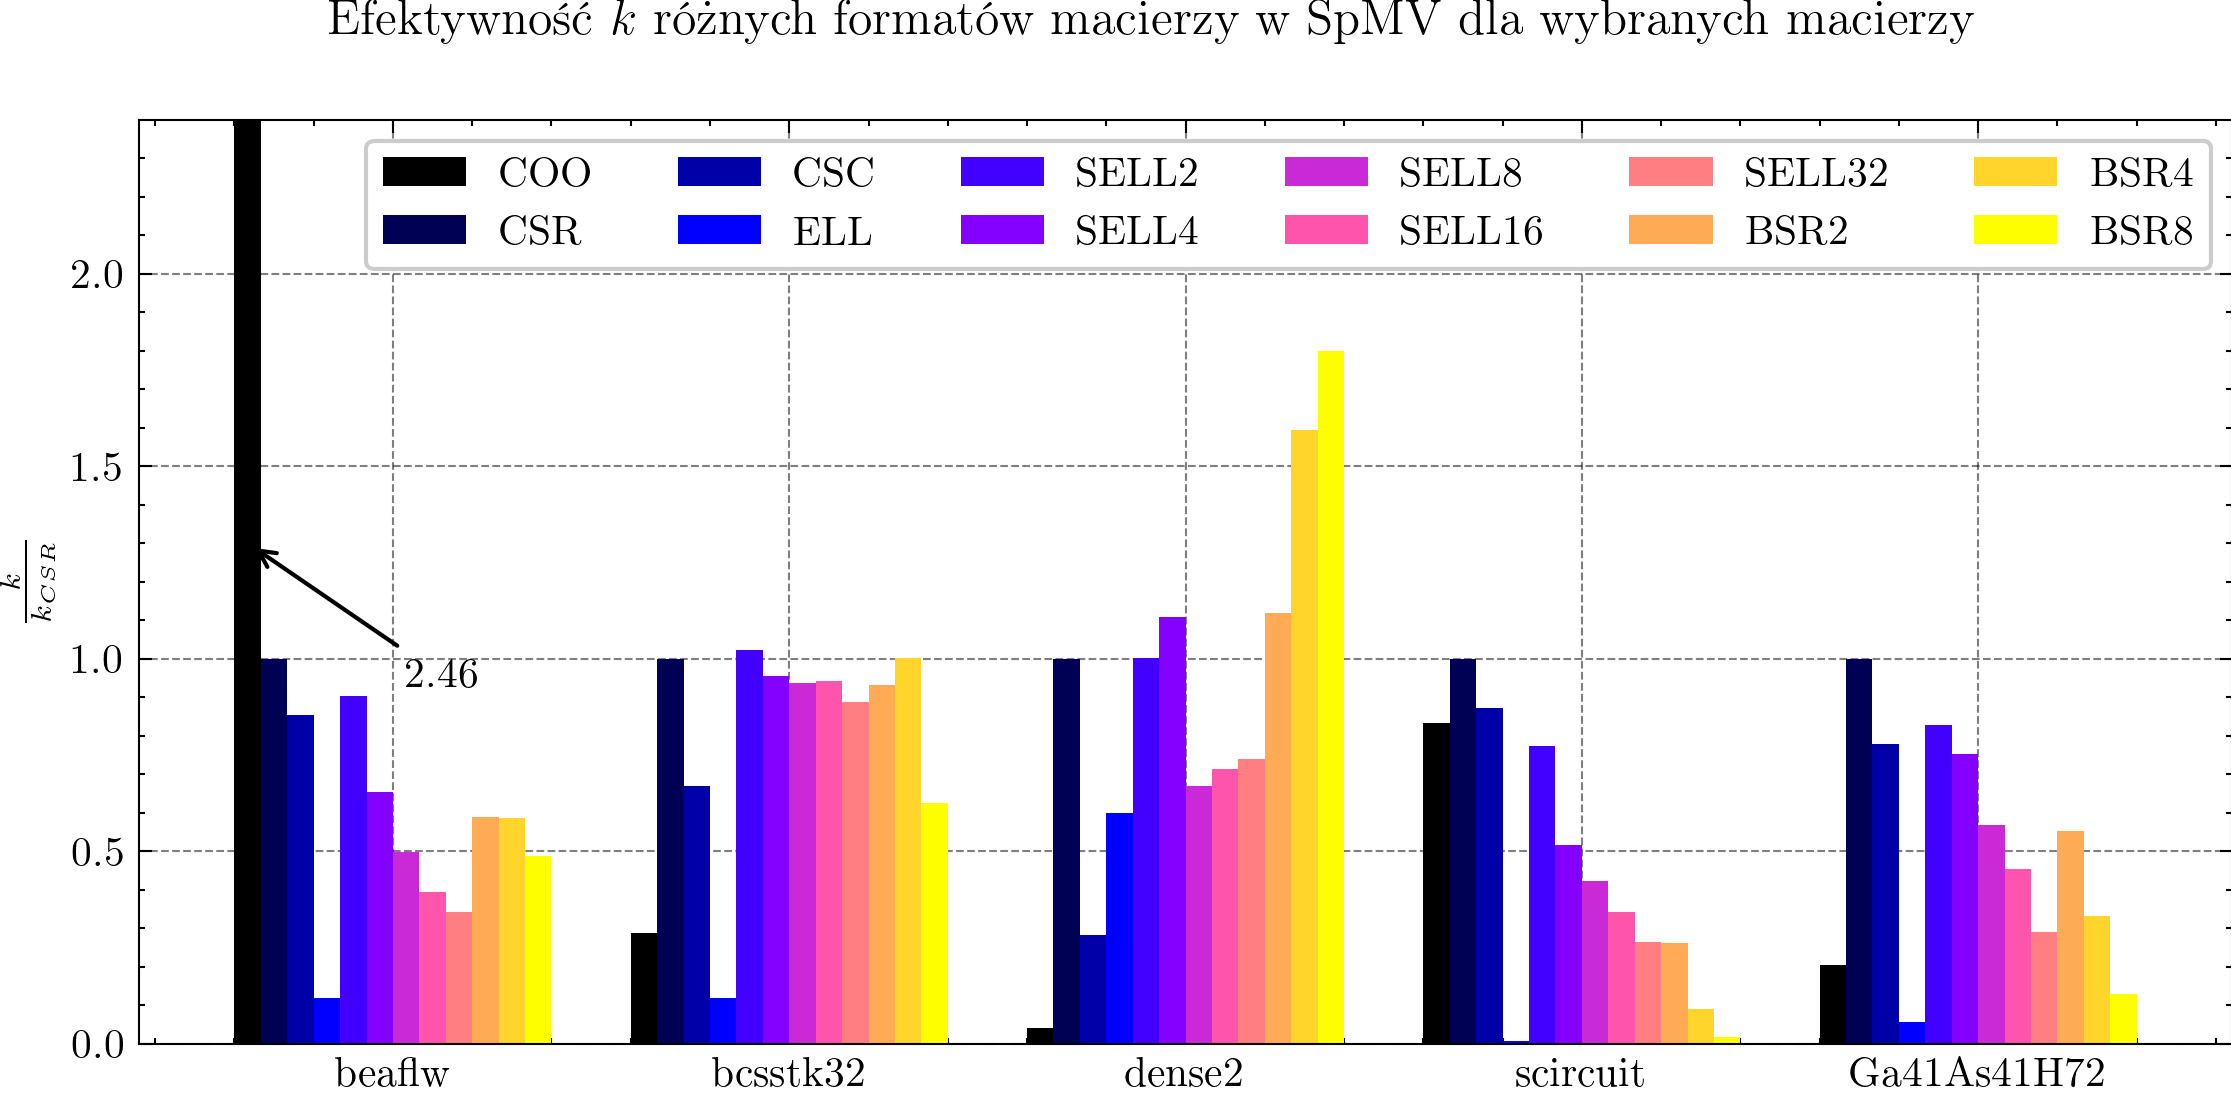 Efektywność k różnych formatów macierzy w SpMV dla wybranych macierzy
COO CSC SELL2 SELL8 SELL32 BSR4
CSR ELL SELL4 SELL16 BSR2 BSR8
2.0
1.5
1.0
0.5
0.0
k
kCSR
2.46
beaflw bcsstk32 dense2 scircuit Ga41As41H72